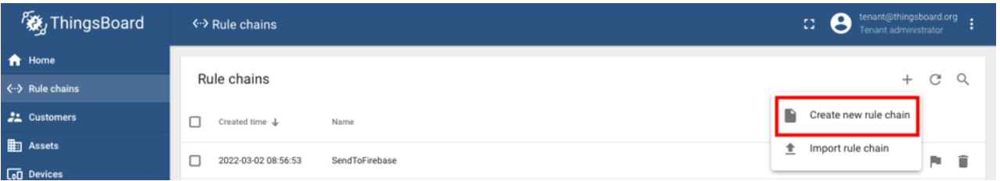 ThingsBoard
Rule chains
tenant@thingsboard.org
Tenant administrator
Home
Rule chains
Customers
Assets
Devices
Rule chains
Create new rule chain
Import rule chain
Created time
Name
2022-03-02 08:56:53
SendToFirebase